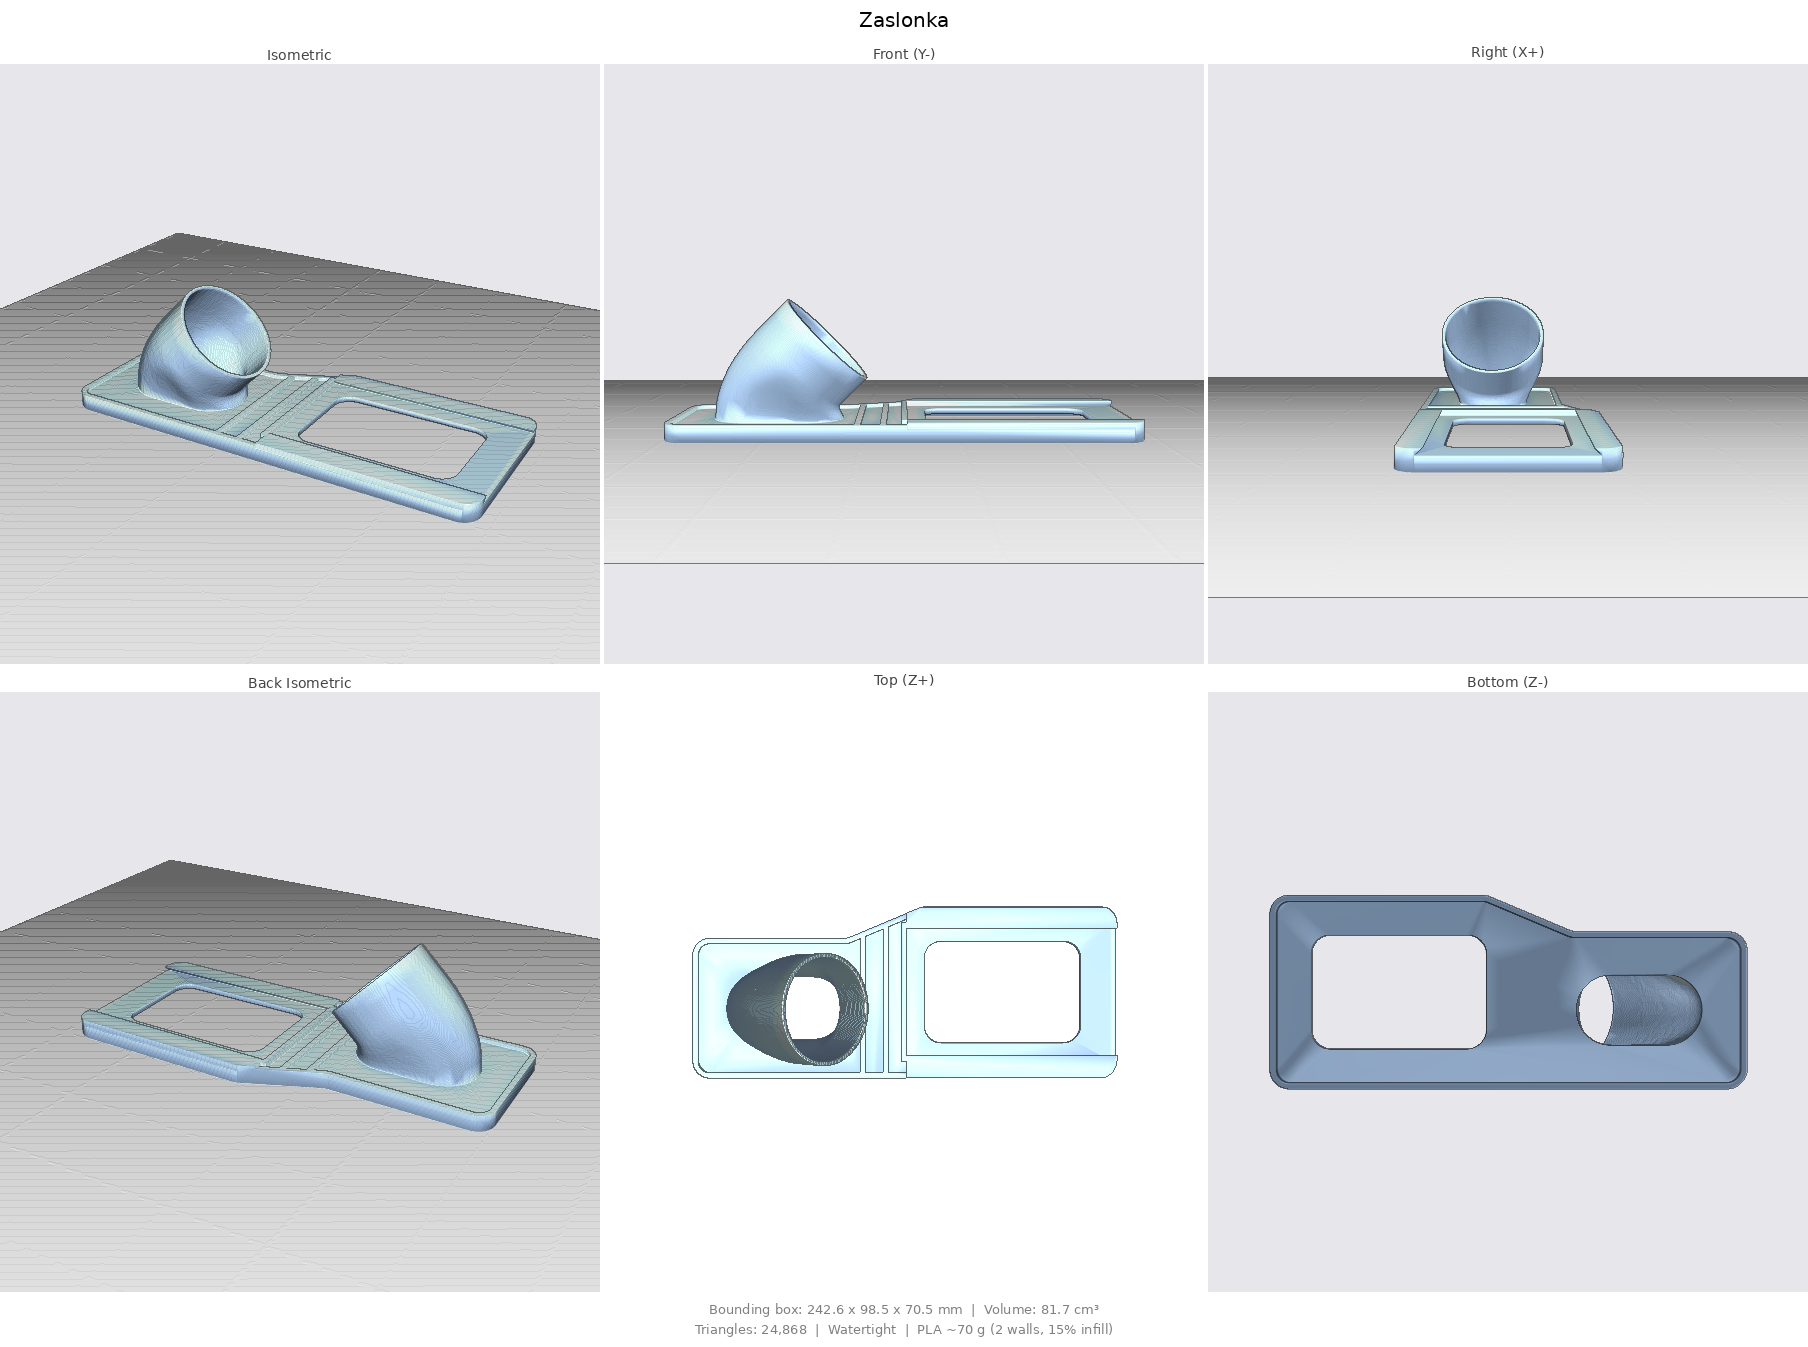 Zaslonka
Isometric
Front (Y-)
Right (X+)
Back Isometric
Top (Z+)
Bottom (Z-)
Bounding box: 242.6 x 98.5 x 70.5 mm | Volume: 81.7 cm³
Triangles: 24,868 | Watertight | PLA ~70 g (2 walls, 15% infill)